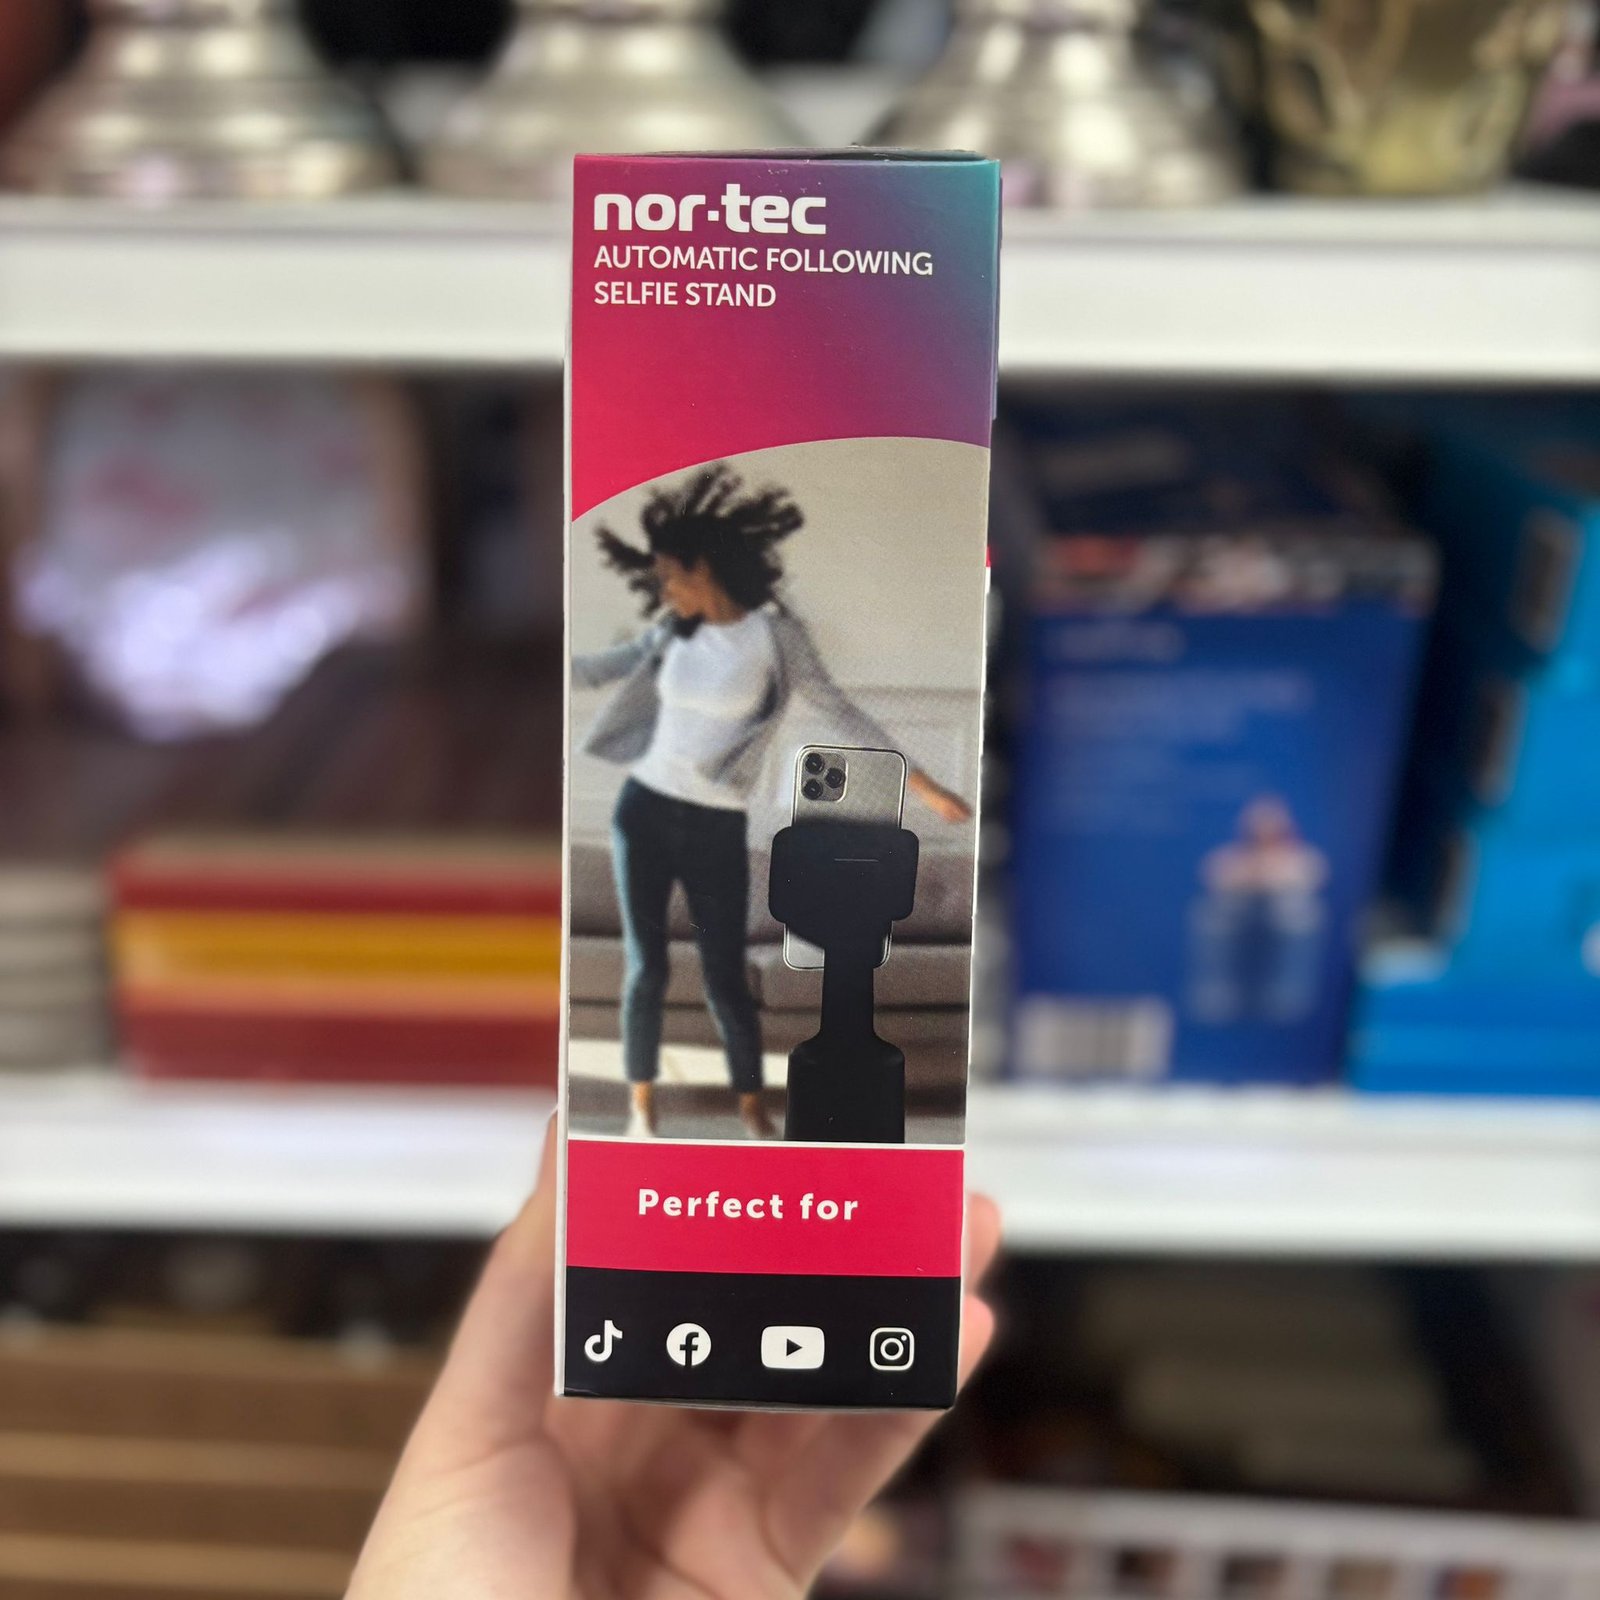 nor-tec
AUTOMATIC FOLLOWING
SELFIE STAND
Perfect for